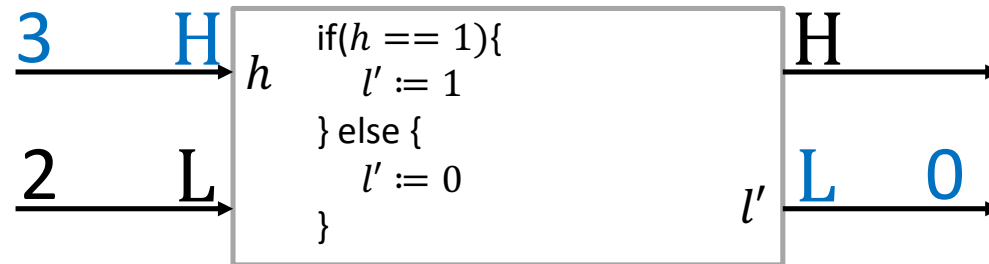 3 H h if(h == 1){ H
l′ ≔ 1
} else {
2 L l′ ≔ 0 l′ L 0
}